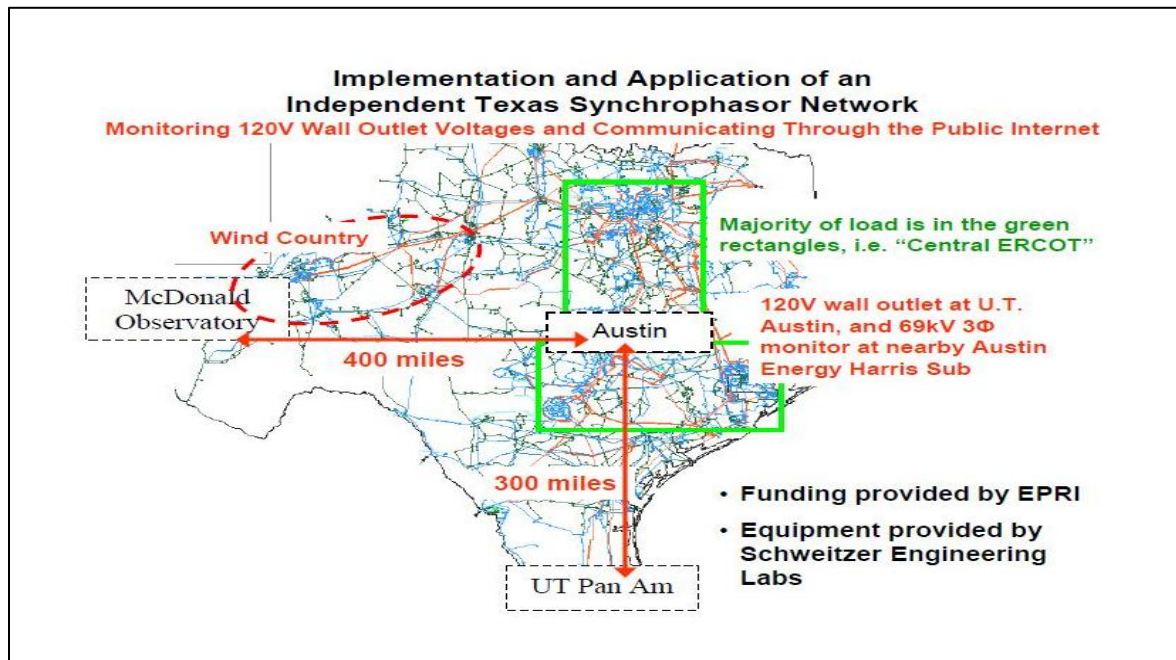 Implementation and Application of an
Independent Texas Synchrophasor Network
Monitoring 120V Wall Outlet Voltages and Communicating Through the Public Internet
Wind Country
Majority of load is in the green
rectangles, i.e. “Central ERCOT”
McDonald
Observatory
Austin
120V wall outlet at U.T.
Austin, and 69kV 3Φ
monitor at nearby Austin
Energy Harris Sub
400 miles
300 miles
• Funding provided by EPRI
• Equipment provided by
Schweitzer Engineering
Labs
UT Pan Am